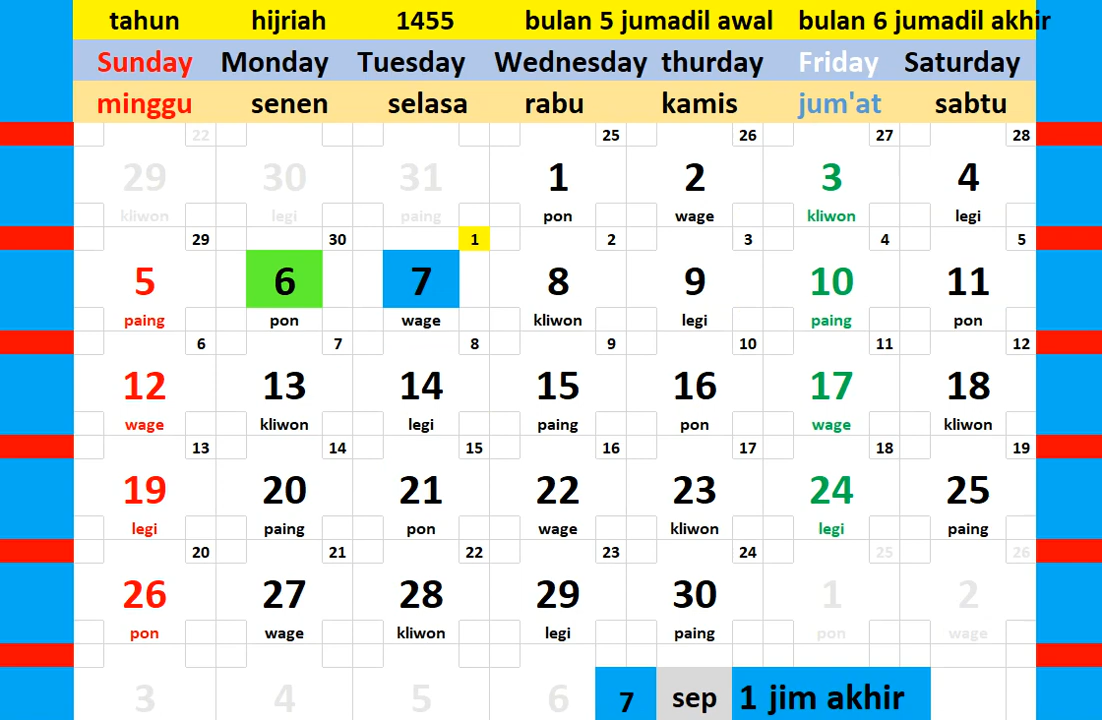 tahun hijriah 1455 bulan 5 jumadil awal bulan 6 jumadil akhir
Sunday Monday Tuesday Wednesday thurday Friday Saturday
minggu senen selasa rabu kamis jum'at sabtu
22 25 26 27 28
29 30 31 1 2 3 4
kliwon legi paing pon wage kliwon legi
29 30 1 2 3 4 5
5 6 7 8 9 10 11
paing pon wage kliwon legi paing pon
6 7 8 9 10 11 12
12 13 14 15 16 17 18
wage kliwon legi paing pon wage kliwon
13 14 15 16 17 18 19
19 20 21 22 23 24 25
legi paing pon wage kliwon legi paing
20 21 22 23 24 25 26
26 27 28 29 30 1 2
pon wage kliwon legi paing pon wage
3 4 5 6 7 sep 1 jim akhir